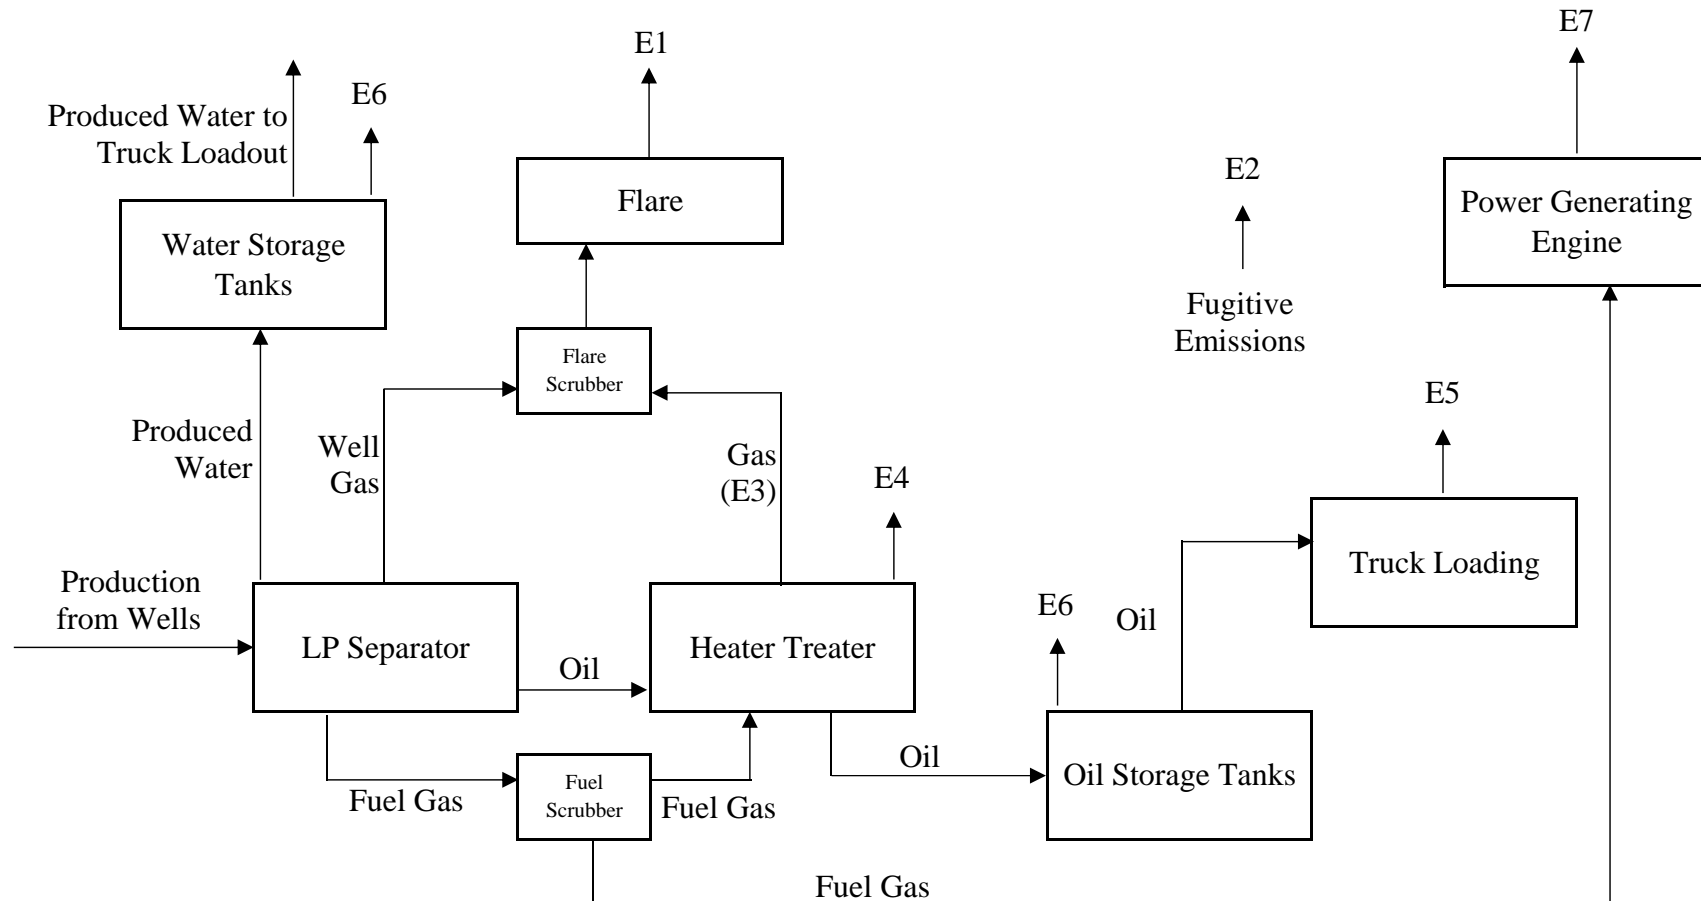 E7
E1
E6
Produced Water to
Truck Loadout
E2
Flare
Power Generating
Engine
Water Storage
Tanks
Fugitive
Emissions
Flare
Scrubber
E5
Produced
Water
Well
Gas
Gas
(E3)
E4
Truck Loading
Production
from Wells
E6
Oil
LP Separator
Oil
Heater Treater
Oil
Oil Storage Tanks
Fuel Gas
Fuel
Scrubber
Fuel Gas
Fuel Gas